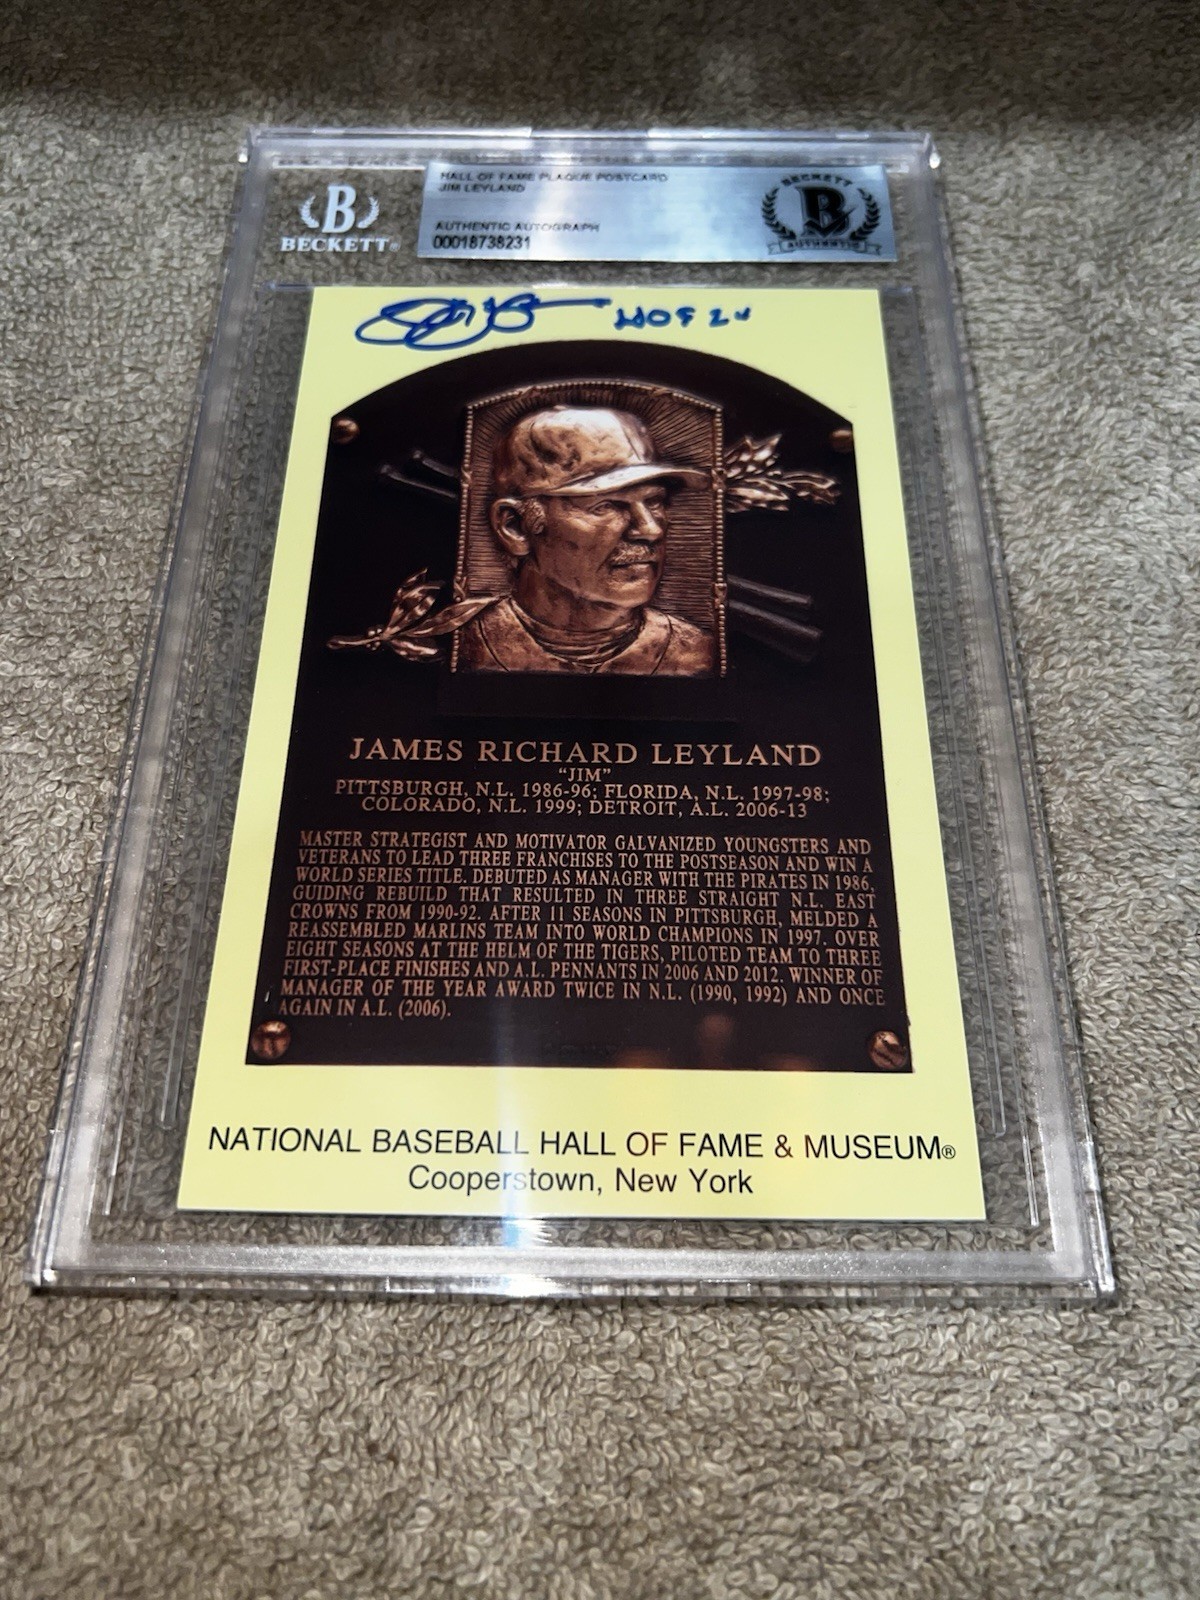 HALL OF FAME PLAQUE POSTCARD
JIM LEYLAND
AUTHENTIC AUTOGRAPH
00018738231
B
BECKETT®
BECKETT
B
AUTHENTIC
HOF 24
JAMES RICHARD LEYLAND
"JIM"
PITTSBURGH, N.L. 1986-96; FLORIDA, N.L. 1997-98;
COLORADO, N.L. 1999; DETROIT, A.L. 2006-13
MASTER STRATEGIST AND MOTIVATOR GALVANIZED YOUNGSTERS AND
VETERANS TO LEAD THREE FRANCHISES TO THE POSTSEASON AND WIN A
WORLD SERIES TITLE. DEBUTED AS MANAGER WITH THE PIRATES IN 1986,
GUIDING REBUILD THAT RESULTED IN THREE STRAIGHT N.L. EAST
CROWNS FROM 1990-92. AFTER 11 SEASONS IN PITTSBURGH, MELDED A
REASSEMBLED MARLINS TEAM INTO WORLD CHAMPIONS IN 1997. OVER
EIGHT SEASONS AT THE HELM OF THE TIGERS, PILOTED TEAM TO THREE
FIRST-PLACE FINISHES AND A.L. PENNANTS IN 2006 AND 2012. WINNER OF
MANAGER OF THE YEAR AWARD TWICE IN N.L. (1990, 1992) AND ONCE
AGAIN IN A.L. (2006).
NATIONAL BASEBALL HALL OF FAME & MUSEUM®
Cooperstown, New York